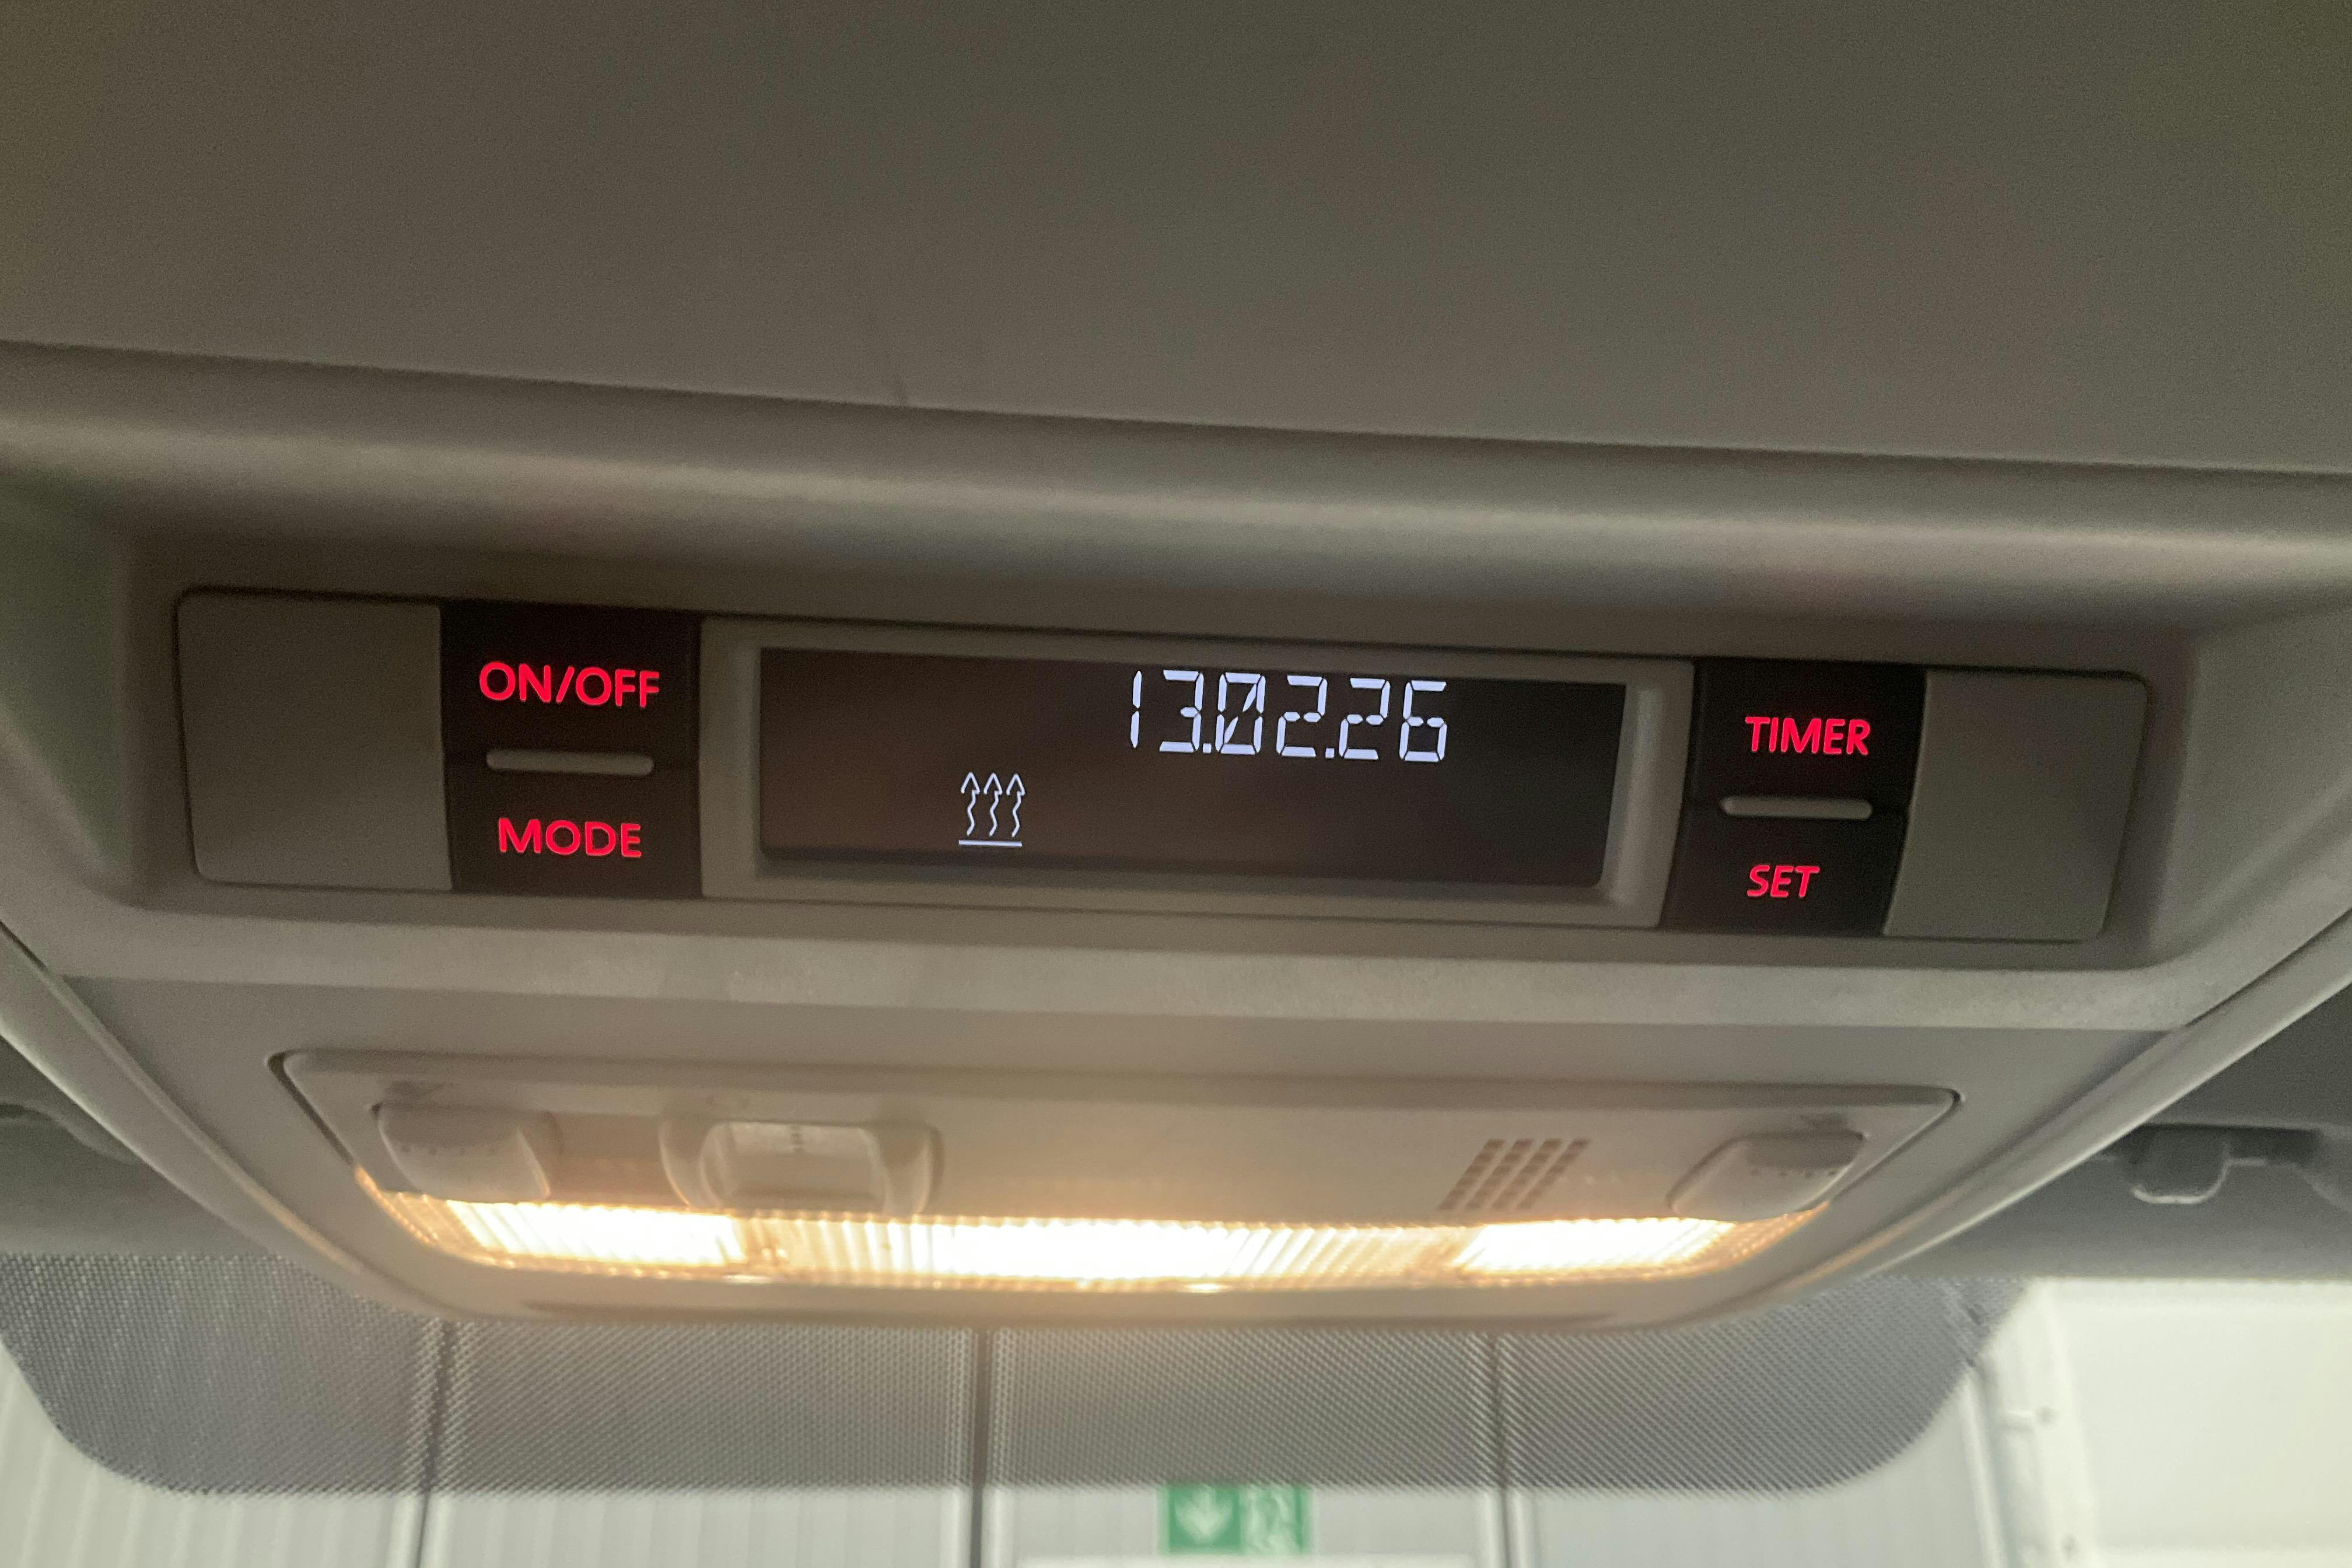 ON/OFF
MODE
13.02.26
TIMER
SET